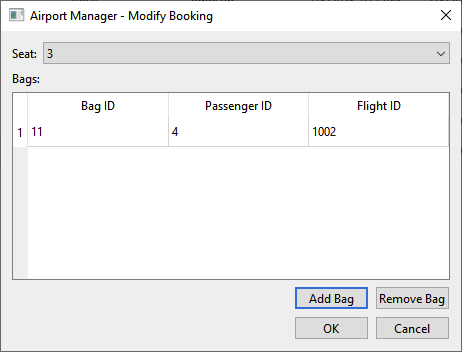 Airport Manager - Modify Booking
Seat: 3
Bags:
Bag ID Passenger ID Flight ID
1 11 4 1002
Add Bag Remove Bag
OK Cancel